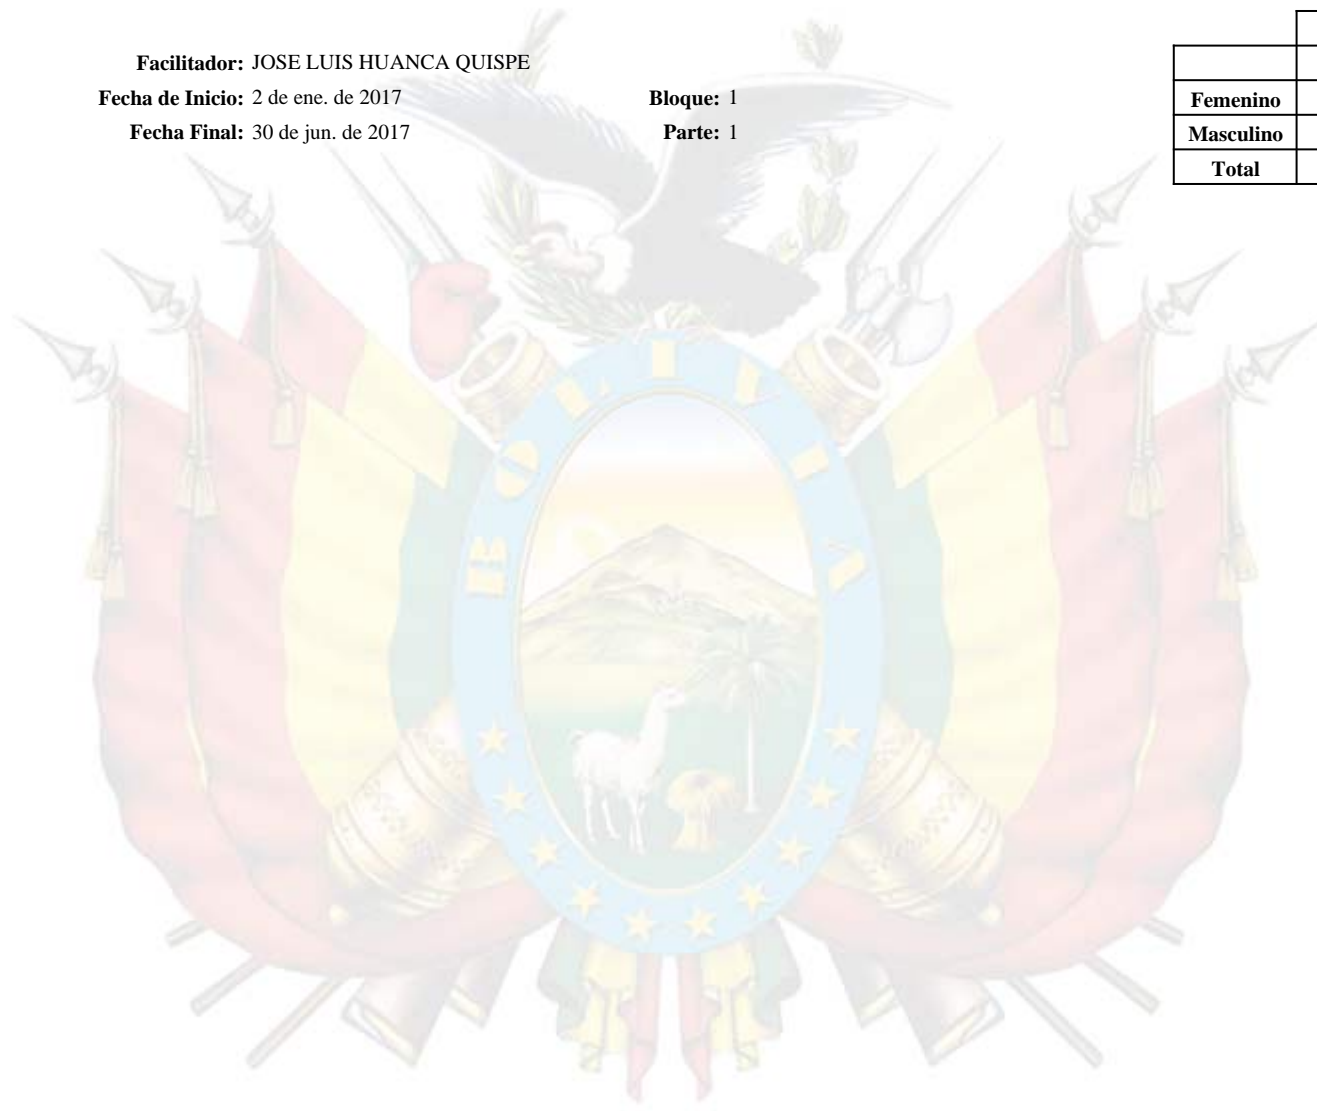 Facilitador: JOSE LUIS HUANCA QUISPE
Fecha de Inicio: 2 de ene. de 2017 Bloque: 1
Fecha Final: 30 de jun. de 2017 Parte: 1
Femenino
Masculino
Total
BOLIVIA